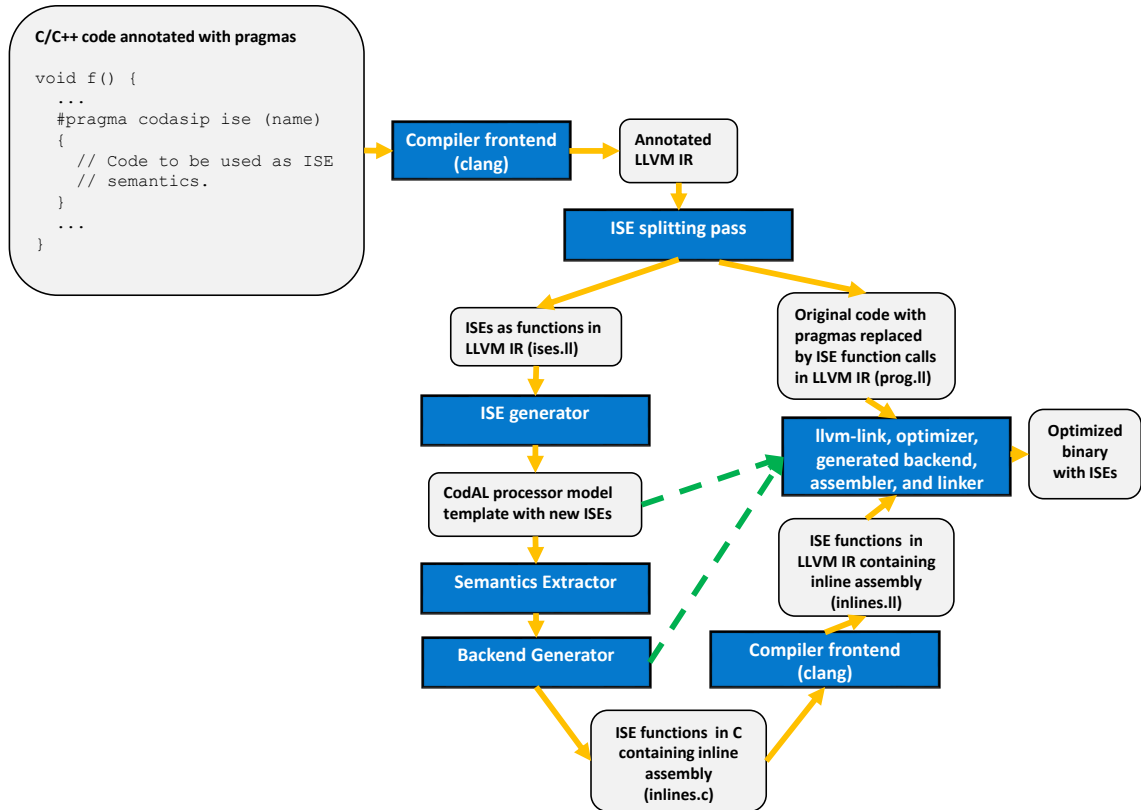 C/C++ code annotated with pragmas
void f() {
...
#pragma codasip ise (name)
{
// Code to be used as ISE
// semantics.
}
...
}
Compiler frontend
(clang)
Annotated
LLVM IR
ISE splitting pass
ISEs as functions in
LLVM IR (ises.ll)
Original code with
pragmas replaced
by ISE function calls
in LLVM IR (prog.ll)
ISE generator
llvm-link, optimizer,
generated backend,
assembler, and linker
Optimized
binary
with ISEs
CodAL processor model
template with new ISEs
ISE functions in
LLVM IR containing
inline assembly
(inlines.ll)
Semantics Extractor
Backend Generator
Compiler frontend
(clang)
ISE functions in C
containing inline
assembly
(inlines.c)